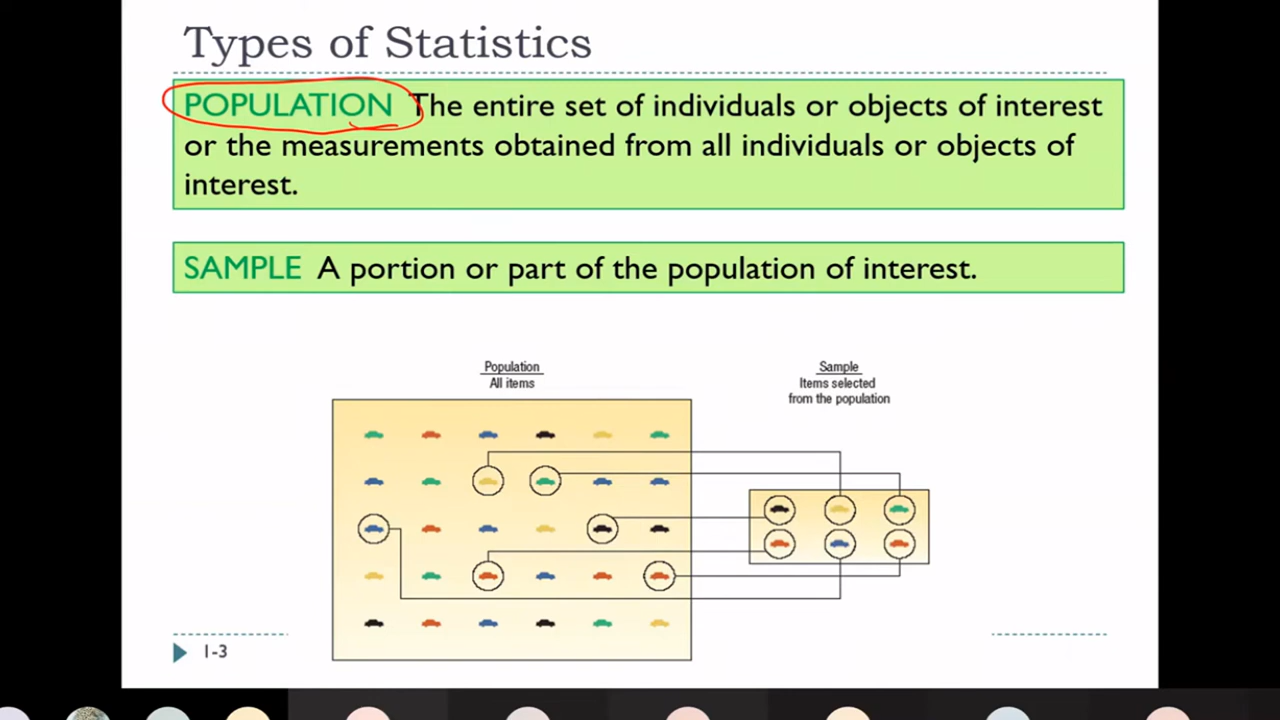 Types of Statistics
POPULATION The entire set of individuals or objects of interest
or the measurements obtained from all individuals or objects of
interest.
SAMPLE A portion or part of the population of interest.
Population
All items
Sample
Items selected
from the population
1-3